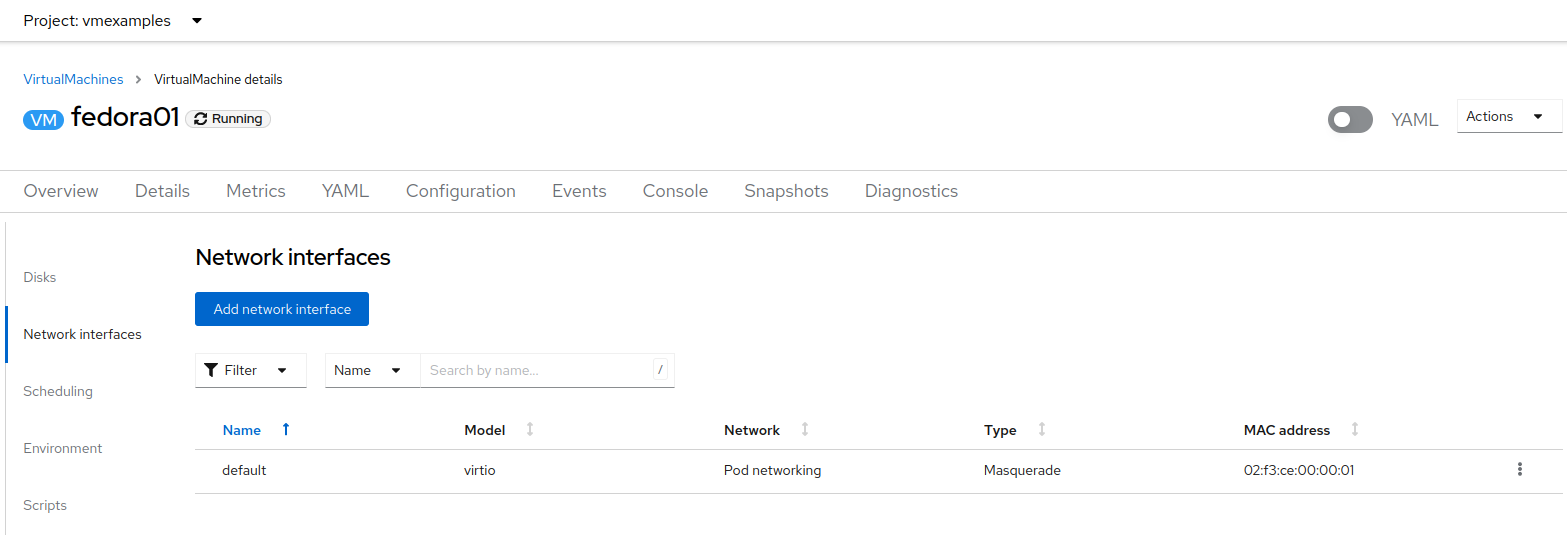 Project: vmexamples
VirtualMachines VirtualMachine details
VM fedora01 Running
YAML Actions
Overview Details Metrics YAML Configuration Events Console Snapshots Diagnostics
Disks
Network interfaces
Scheduling
Environment
Scripts
Network interfaces
Add network interface
Filter Name Search by name... /
Name Model Network Type MAC address
default virtio Pod networking Masquerade 02:f3:ce:00:00:01